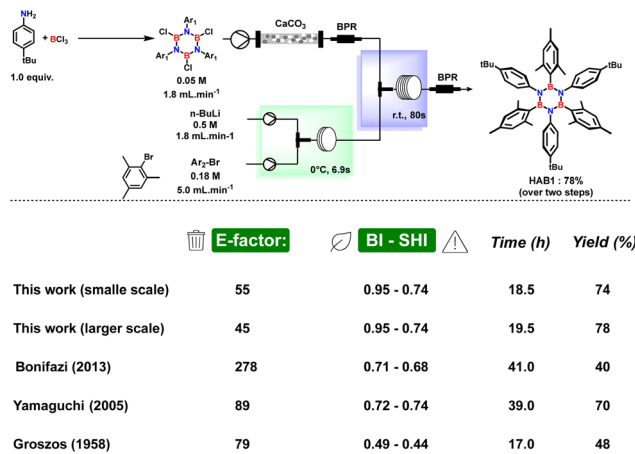 NH2
tBu
+ BCl3
1.0 equiv.
Cl
Ar1
B
N
Ar1
Cl
B
N
B
Cl
N
Ar1
0.05 M
1.8 mL.min-1
CaCO3
BPR
n-BuLi
0.5 M
1.8 mL.min-1
Br
Ar2-Br
0.18 M
5.0 mL.min-1
0°C, 6.9s
r.t., 80s
BPR
tBu
tBu
N
B
N
B
N
B
tBu
HAB1 : 78%
(over two steps)
E-factor: BI - SHI Time (h) Yield (%)
This work (smalle scale) 55 0.95 - 0.74 18.5 74
This work (larger scale) 45 0.95 - 0.74 19.5 78
Bonifazi (2013) 278 0.71 - 0.68 41.0 40
Yamaguchi (2005) 89 0.72 - 0.74 39.0 70
Groszos (1958) 79 0.49 - 0.44 17.0 48